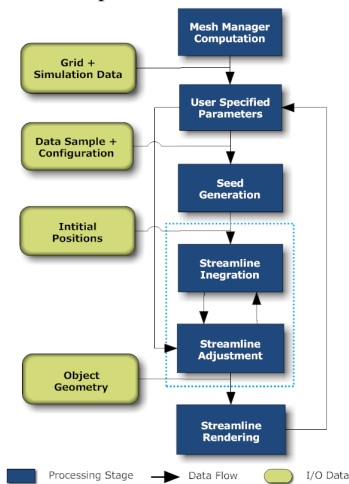 Mesh Manager
Computation
Grid +
Simulation Data
User Specified
Parameters
Data Sample +
Configuration
Seed
Generation
Intitial
Positions
Streamline
Inegration
Streamline
Adjustment
Object
Geometry
Streamline
Rendering
Processing Stage
Data Flow
I/O Data